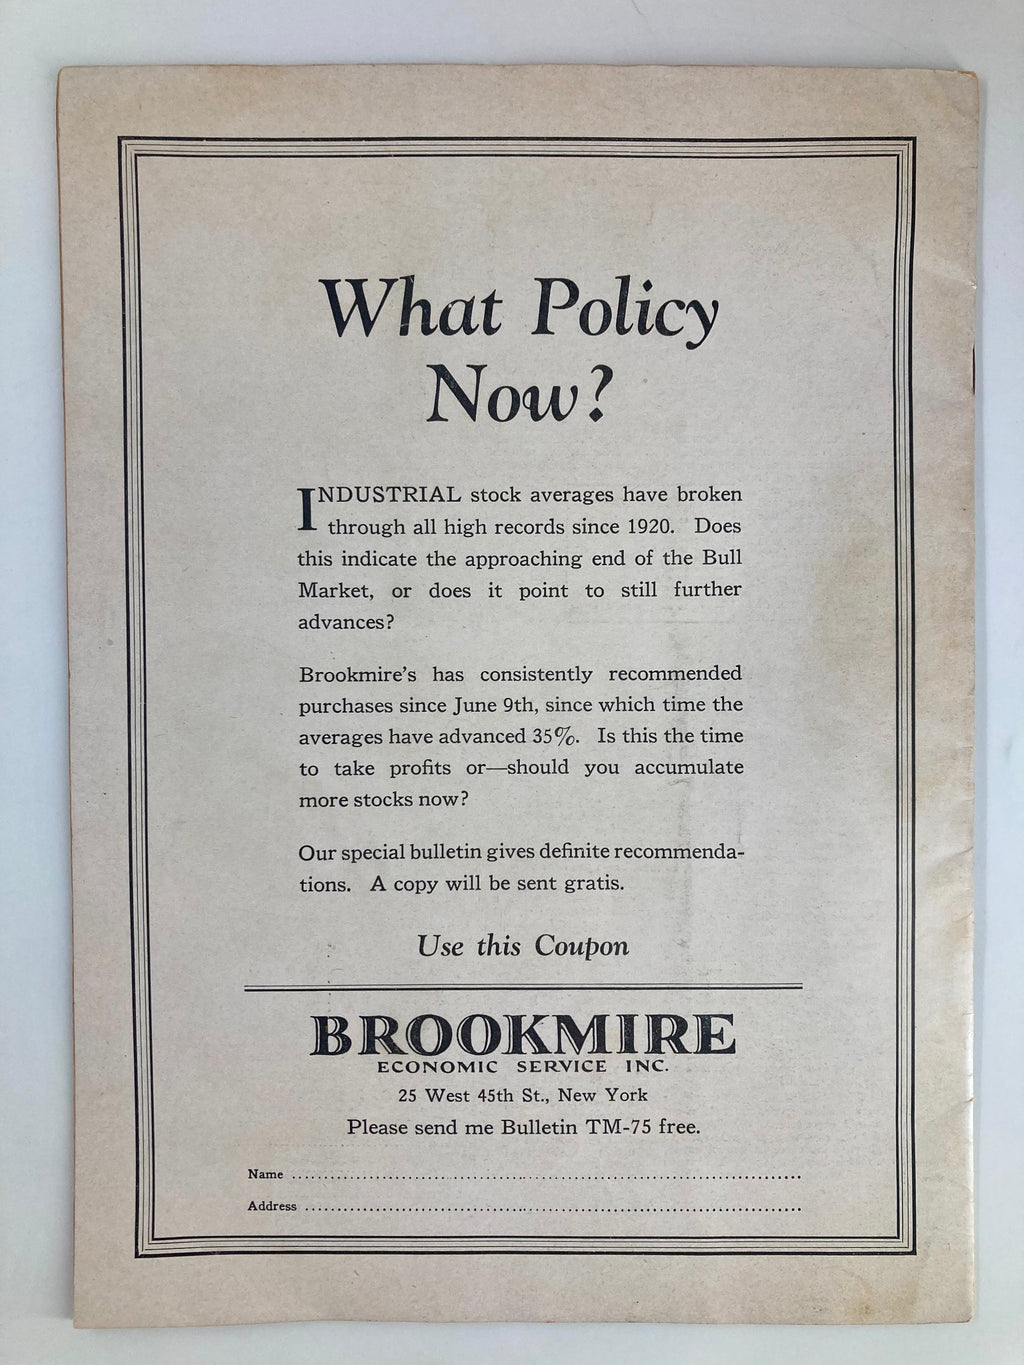 What Policy
Now?
INDUSTRIAL stock averages have broken
through all high records since 1920. Does
this indicate the approaching end of the Bull
Market, or does it point to still further
advances?
Brookmire's has consistently recommended
purchases since June 9th, since which time the
averages have advanced 35%. Is this the time
to take profits or—should you accumulate
more stocks now?
Our special bulletin gives definite recommenda-
tions. A copy will be sent gratis.
Use this Coupon
BROOKMIRE
ECONOMIC SERVICE INC.
25 West 45th St., New York
Please send me Bulletin TM-75 free.
Name
Address